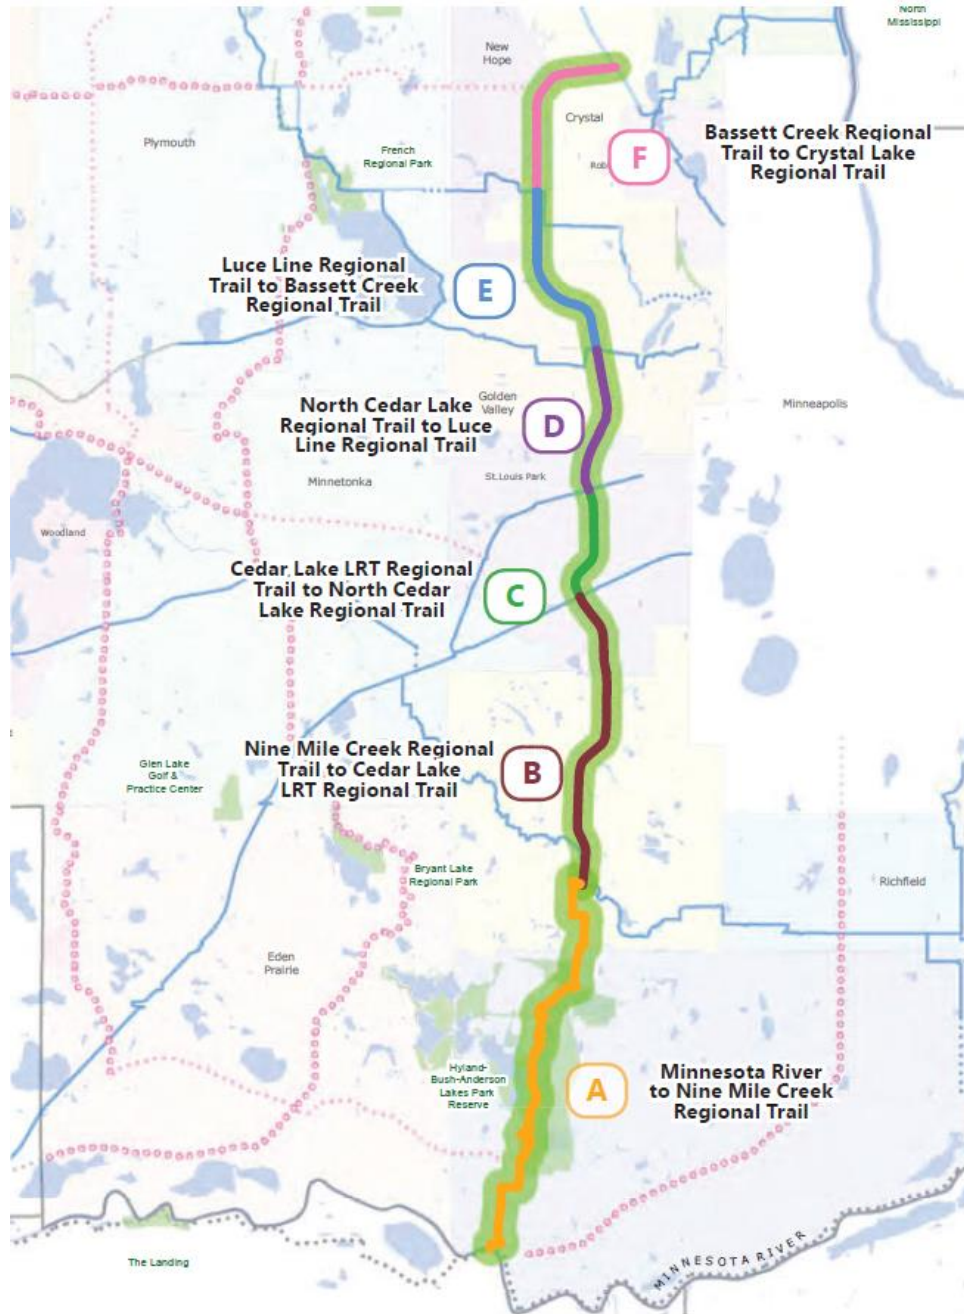 North
Mississippi
New
Hope
Crystal
Plymouth
French
Regional Park
F
Bassett Creek Regional
Trail to Crystal Lake
Regional Trail
Luce Line Regional
Trail to Bassett Creek
Regional Trail
E
North Cedar Lake
Regional Trail to Luce
Line Regional Trail
Golden
Valley
D
Minneapolis
St.Louis Park
Minnetonka
Woodland
Cedar Lake LRT Regional
Trail to North Cedar
Lake Regional Trail
C
Nine Mile Creek Regional
Trail to Cedar Lake
LRT Regional Trail
B
Glen Lake
Golf &
Practice Center
Bryant Lake
Regional Park
Richfield
Eden
Prairie
Hyland-
Bush-Anderson
Lakes Park
Reserve
A
Minnesota River
to Nine Mile Creek
Regional Trail
The Landing
MINNESOTA RIVER